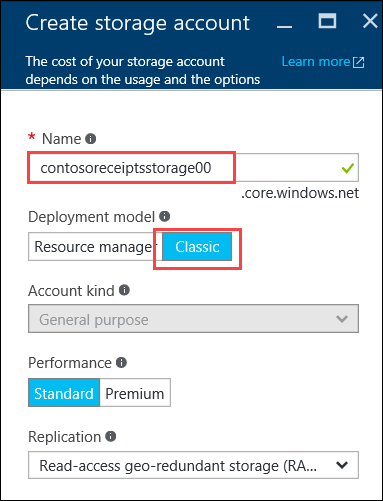 Create storage account
The cost of your storage account
depends on the usage and the options
Learn more
* Name
contosoreceiptsstorage00
.core.windows.net
Deployment model
Resource manager Classic
Account kind
General purpose
Performance
Standard Premium
Replication
Read-access geo-redundant storage (RA...